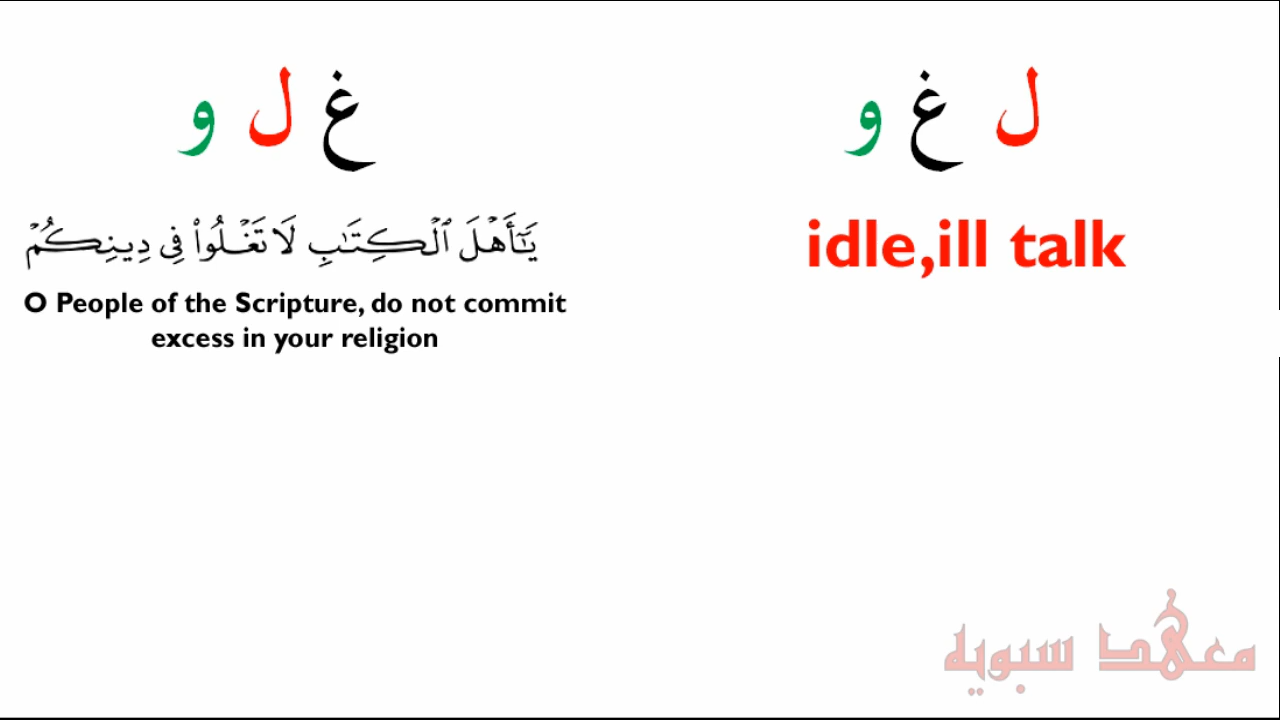 غ ل و
يَٰٓأَهْلَ ٱلْكِتَٰبِ لَا تَغْلُوا۟ فِى دِينِكُمْ
O People of the Scripture, do not commit
excess in your religion
ل غ و
idle,ill talk
معهد سبويه